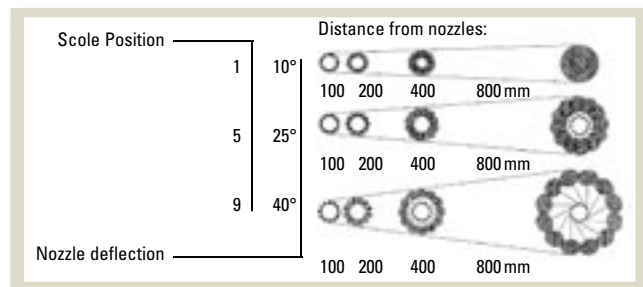 Distance from nozzles:
Scole Position
1 10°
100 200 400 800 mm
5 25°
100 200 400 800 mm
9 40°
Nozzle deflection
100 200 400 800 mm